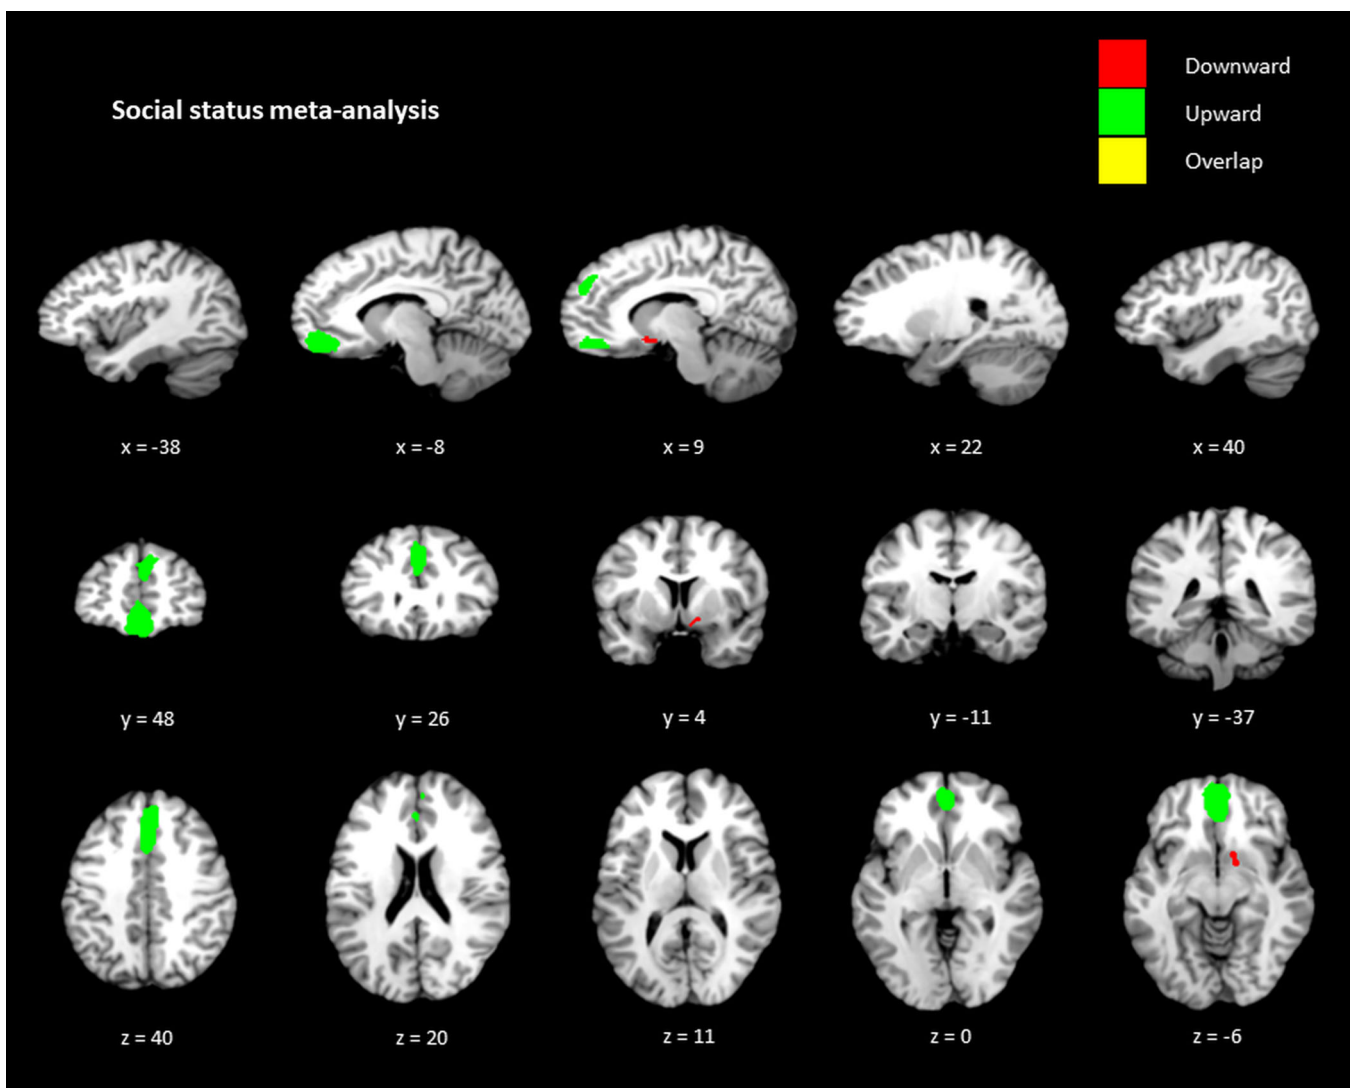 Downward
Social status meta-analysis
Upward
Overlap
x = -38
x = -8
x = 9
x = 22
x = 40
y = 48
y = 26
y = 4
y = -11
y = -37
z = 40
z = 20
z = 11
z = 0
z = -6